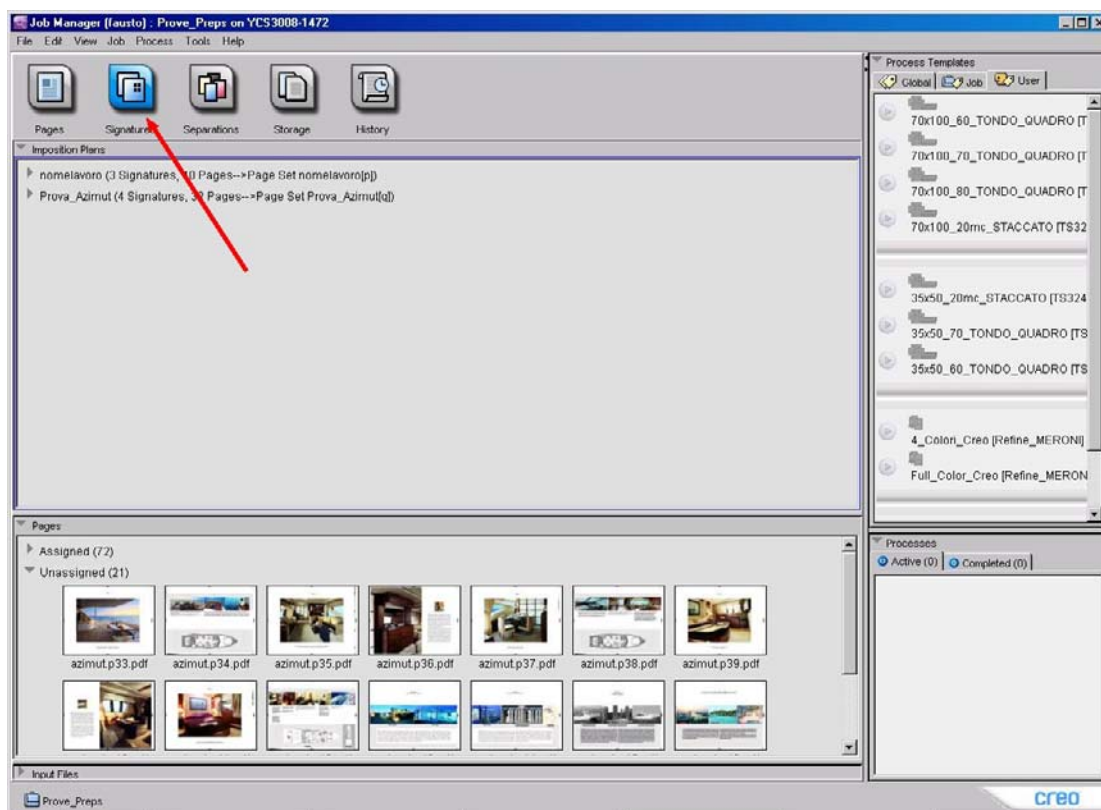 Job Manager (fausto) : Prove_Preps on YCS3008-1472
File Edit View Job Process Tools Help
Pages
Signatures
Separations
Storage
History
Imposition Plans
nomelavoro (3 Signatures, 40 Pages-->Page Set nomelavoro[p])
Prova_Azimut (4 Signatures, 32 Pages-->Page Set Prova_Azimut[q])
Pages
Assigned (72)
Unassigned (21)
azimut.p33.pdf
azimut.p34.pdf
azimut.p35.pdf
azimut.p36.pdf
azimut.p37.pdf
azimut.p38.pdf
azimut.p39.pdf
Input Files
Prove_Preps
Process Templates
Global
Job
User
70x100_60_TONDO_QUADRO [T
70x100_70_TONDO_QUADRO [T
70x100_80_TONDO_QUADRO [T
70x100_20mc_STACCATO [TS32
35x50_20mc_STACCATO [TS324
35x50_70_TONDO_QUADRO [TS
35x50_60_TONDO_QUADRO [TS
4_Colori_Creo [Refine_MERONI]
Full_Color_Creo [Refine_MERON
Processes
Active (0)
Completed (0)
creo